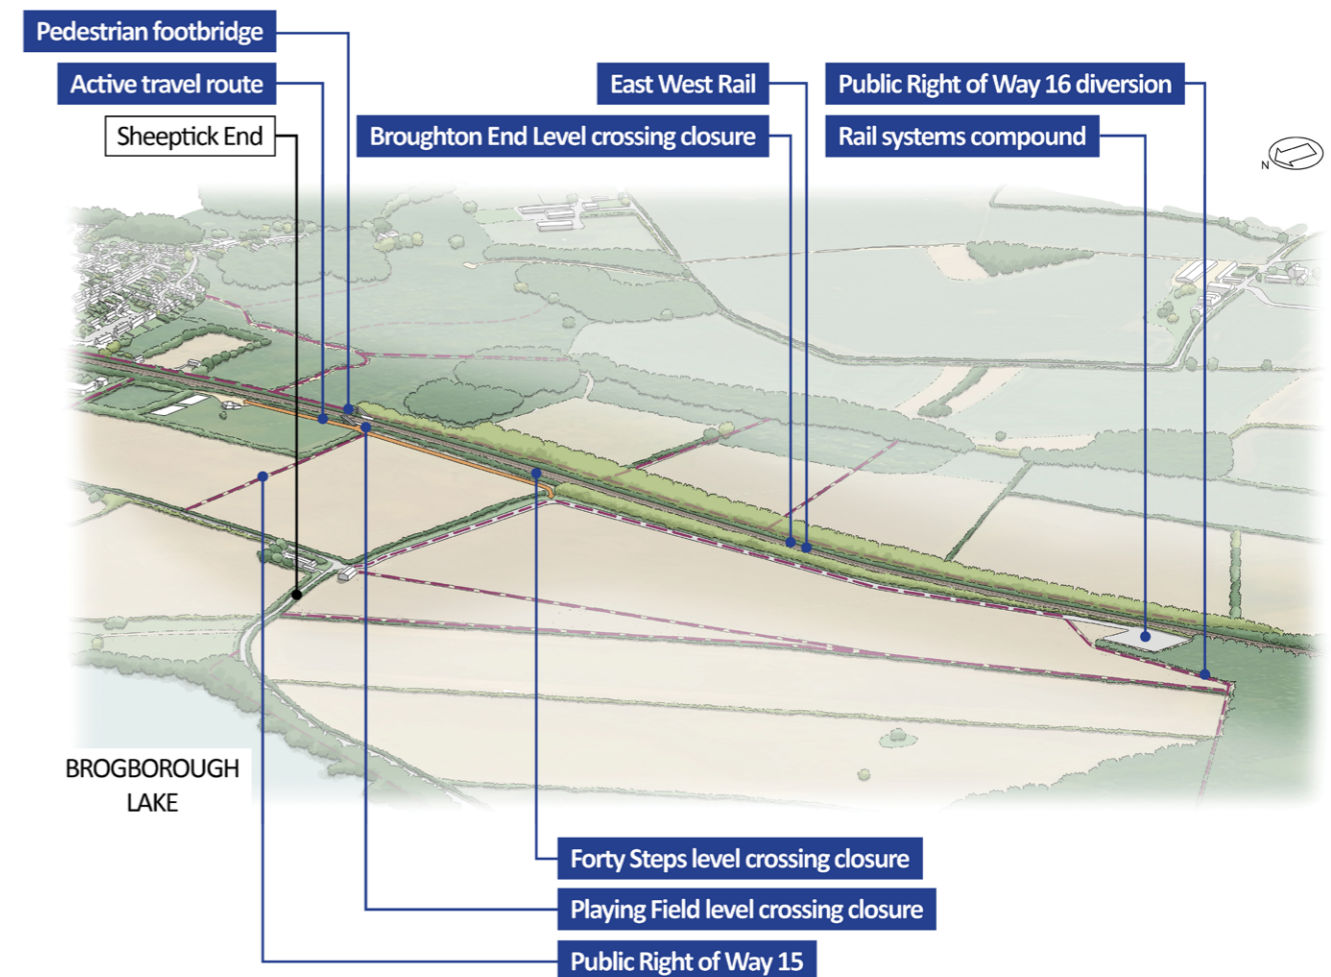 Pedestrian footbridge
Active travel route
East West Rail
Public Right of Way 16 diversion
Sheeptick End
Broughton End Level crossing closure
Rail systems compound
N
BROGBOROUGH
LAKE
Forty Steps level crossing closure
Playing Field level crossing closure
Public Right of Way 15